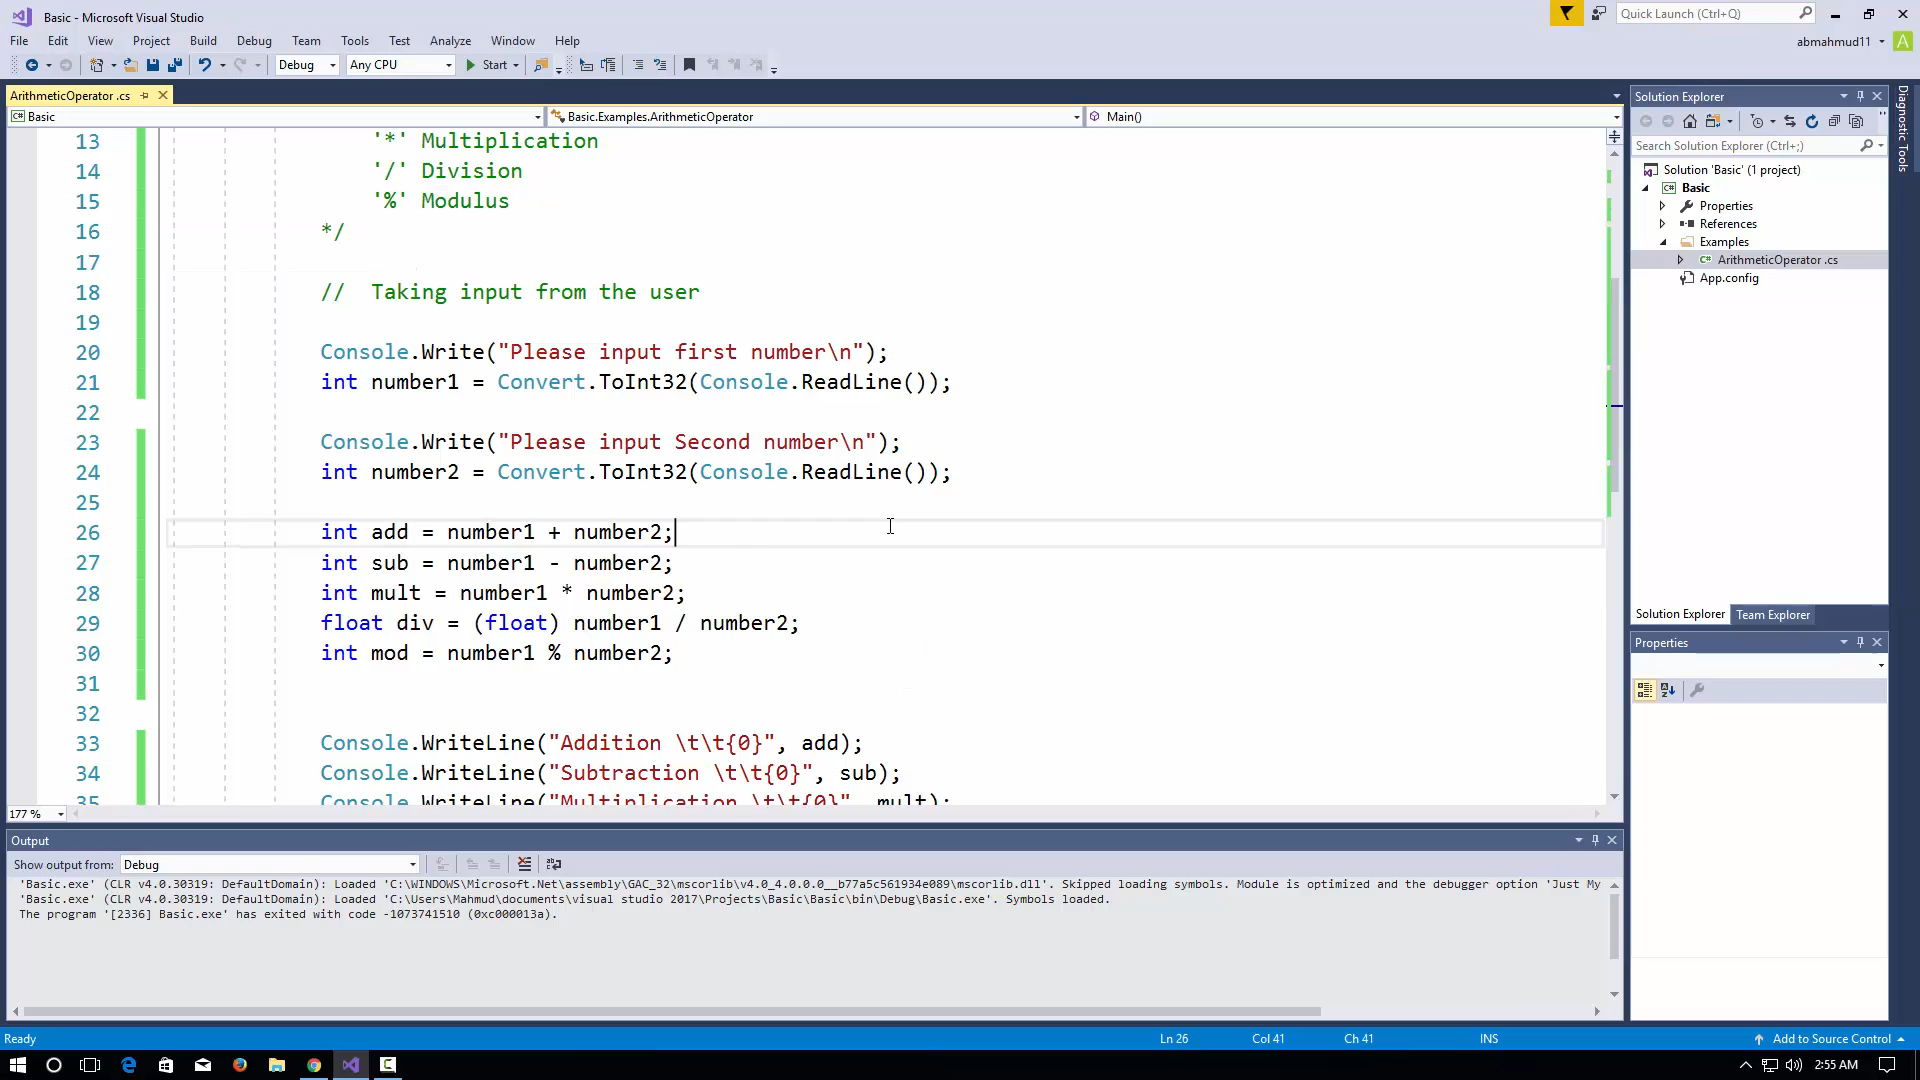 Basic - Microsoft Visual Studio
Quick Launch (Ctrl+Q)
File Edit View Project Build Debug Team Tools Test Analyze Window Help
abmahmud11 A
Debug Any CPU Start
ArithmeticOperator .cs
Basic Basic.Examples.ArithmeticOperator Main()
13 '*' Multiplication
14 '/' Division
15 '%' Modulus
16 */
17
18 //  Taking input from the user
19
20 Console.Write("Please input first number\n");
21 int number1 = Convert.ToInt32(Console.ReadLine());
22
23 Console.Write("Please input Second number\n");
24 int number2 = Convert.ToInt32(Console.ReadLine());
25
26 int add = number1 + number2;
27 int sub = number1 - number2;
28 int mult = number1 * number2;
29 float div = (float) number1 / number2;
30 int mod = number1 % number2;
31
32
33 Console.WriteLine("Addition \t\t{0}", add);
34 Console.WriteLine("Subtraction \t\t{0}", sub);
35 Console.WriteLine("Multiplication \t\t{0}", mult);
177 %
Solution Explorer
Search Solution Explorer (Ctrl+;)
Solution 'Basic' (1 project)
C# Basic
Properties
References
Examples
C# ArithmeticOperator .cs
App.config
Solution Explorer Team Explorer
Properties
Diagnostic Tools
Output
Show output from: Debug
'Basic.exe' (CLR v4.0.30319: DefaultDomain): Loaded 'C:\WINDOWS\Microsoft.Net\assembly\GAC_32\mscorlib\v4.0_4.0.0.0__b77a5c561934e089\mscorlib.dll'. Skipped loading symbols. Module is optimized and the debugger option 'Just My
'Basic.exe' (CLR v4.0.30319: DefaultDomain): Loaded 'C:\Users\Mahmud\documents\visual studio 2017\Projects\Basic\Basic\bin\Debug\Basic.exe'. Symbols loaded.
The program '[2336] Basic.exe' has exited with code -1073741510 (0xc000013a).
Ready Ln 26 Col 41 Ch 41 INS Add to Source Control
2:55 AM